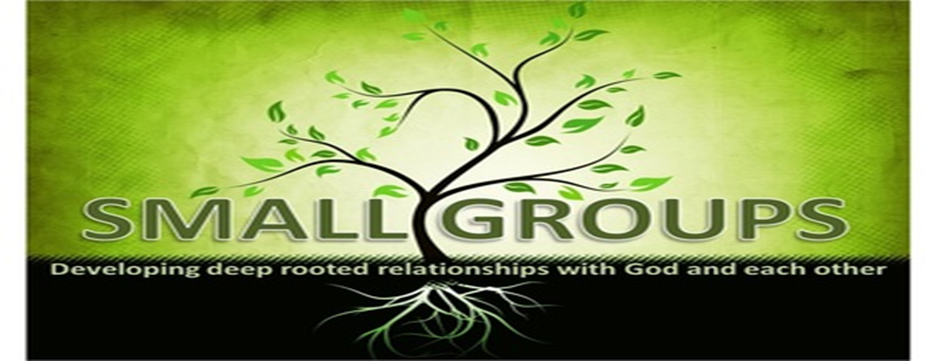 SMALL GROUPS
Developing deep rooted relationships with God and each other